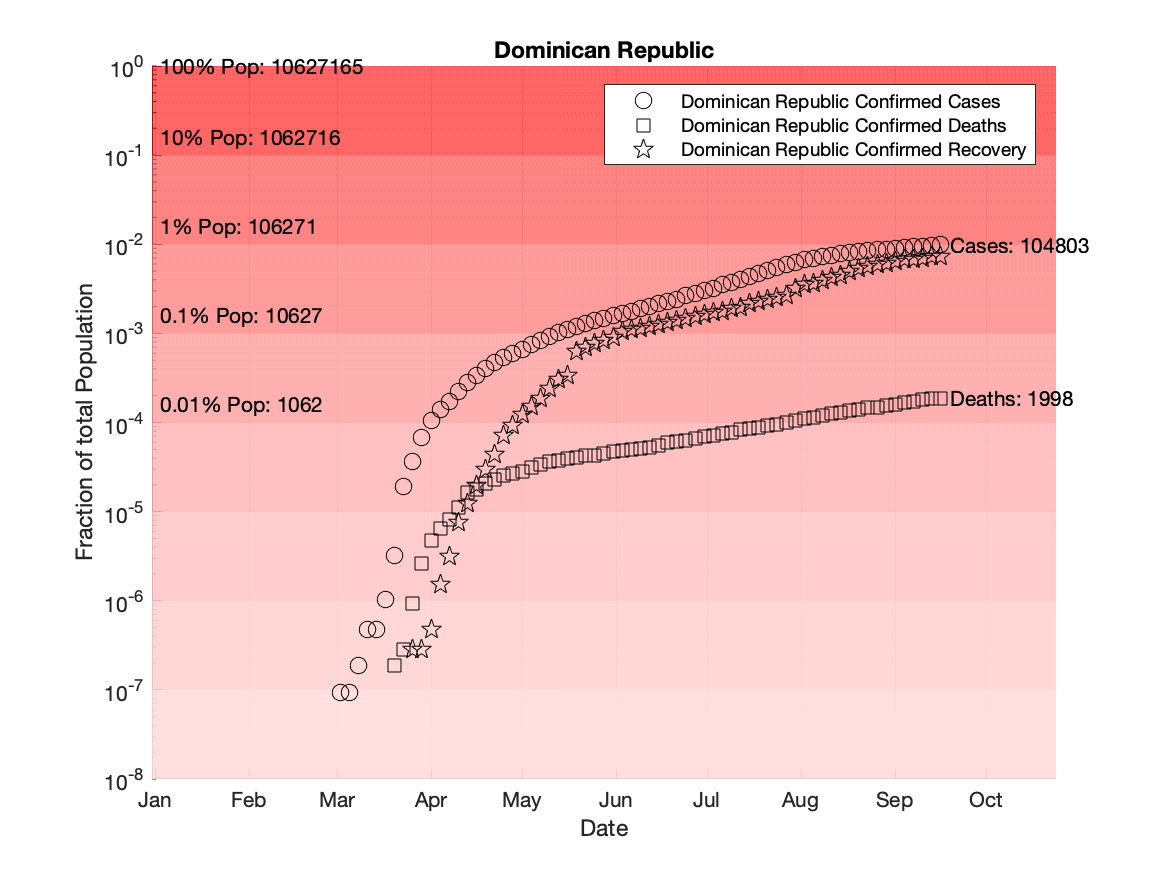 Dominican Republic
10^0
100% Pop: 10627165
Dominican Republic Confirmed Cases
Dominican Republic Confirmed Deaths
Dominican Republic Confirmed Recovery
10% Pop: 1062716
10^-1
1% Pop: 106271
10^-2
Cases: 104803
0.1% Pop: 10627
10^-3
Deaths: 1998
0.01% Pop: 1062
10^-4
10^-5
10^-6
10^-7
10^-8
Fraction of total Population
Jan Feb Mar Apr May Jun Jul Aug Sep Oct
Date